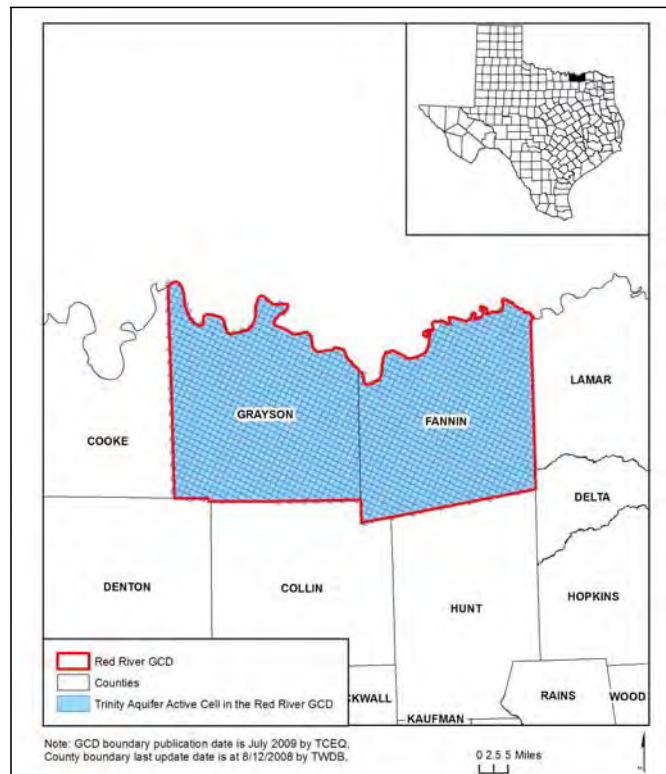 GRAYSON
FANNIN
LAMAR
COOKE
DELTA
DENTON
COLLIN
HUNT
HOPKINS
Red River GCD
Counties
Trinity Aquifer Active Cell in the Red River GCD
CKWALL
RAINS
WOOD
KAUFMAN
Note: GCD boundary publication date is July 2009 by TCEQ,
County boundary last update date is at 8/12/2008 by TWDB,
0 2.5 5 Miles